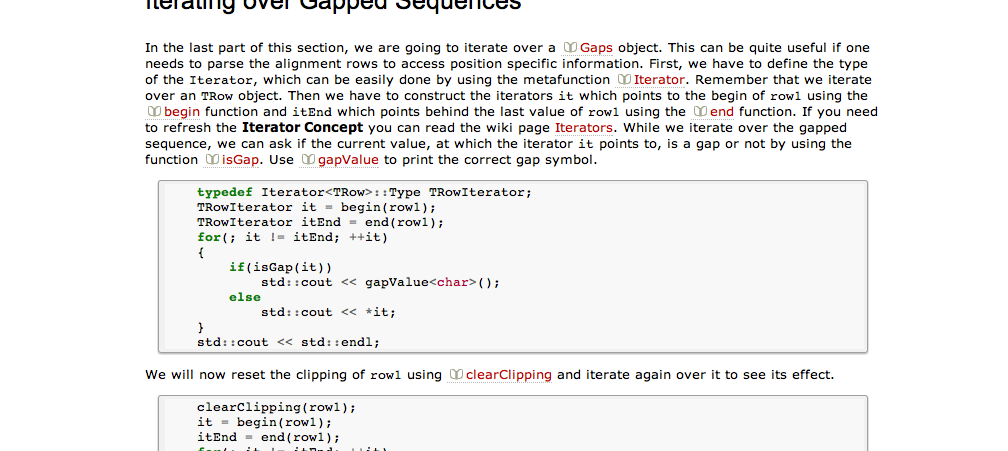 Iterating over Gapped Sequences
In the last part of this section, we are going to iterate over a Gaps object. This can be quite useful if one
needs to parse the alignment rows to access position specific information. First, we have to define the type
of the Iterator, which can be easily done by using the metafunction Iterator. Remember that we iterate
over an TRow object. Then we have to construct the iterators it which points to the begin of row1 using the
begin function and itEnd which points behind the last value of row1 using the end function. If you need
to refresh the Iterator Concept you can read the wiki page Iterators. While we iterate over the gapped
sequence, we can ask if the current value, at which the iterator it points to, is a gap or not by using the
function isGap. Use gapValue to print the correct gap symbol.
typedef Iterator<TRow>::Type TRowIterator;
TRowIterator it = begin(row1);
TRowIterator itEnd = end(row1);
for(; it != itEnd; ++it)
{
if(isGap(it))
std::cout << gapValue<char>();
else
std::cout << *it;
}
std::cout << std::endl;
We will now reset the clipping of row1 using clearClipping and iterate again over it to see its effect.
clearClipping(row1);
it = begin(row1);
itEnd = end(row1);
for(; it != itEnd; ++it)